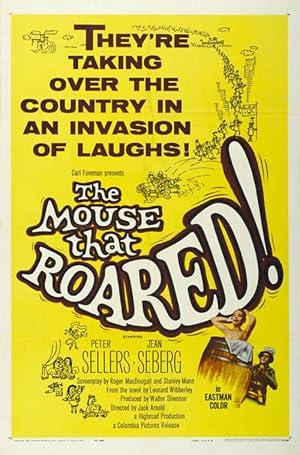 THEY'RE
TAKING
OVER THE
COUNTRY IN
AN INVASION
OF LAUGHS!
Carl Foreman presents
The
MOUSE
that
ROARED!
STARRING
PETER SELLERS · JEAN SEBERG
Screenplay by Roger MacDougall and Stanley Mann
From the novel by Leonard Wibberley
Produced by Walter Shenson
Directed by Jack Arnold
a Highroad Production
a Columbia Pictures Release
in
EASTMAN
COLOR